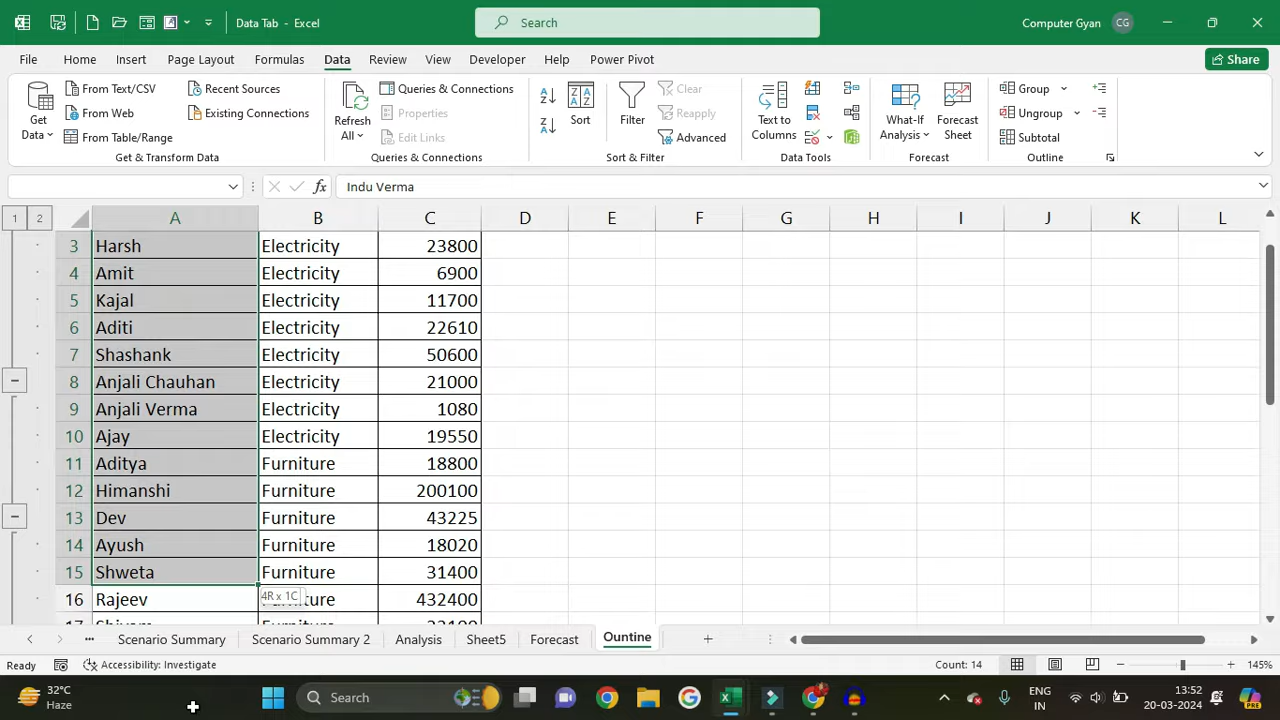 Data Tab - Excel
Search
Computer Gyan CG
File Home Insert Page Layout Formulas Data Review View Developer Help Power Pivot Share
From Text/CSV Recent Sources Queries & Connections Clear Group
Get Data From Web Existing Connections Refresh All Properties Sort Filter Reapply Text to Columns What-If Analysis Forecast Sheet Ungroup
From Table/Range Edit Links Advanced Subtotal
Get & Transform Data Queries & Connections Sort & Filter Data Tools Forecast Outline
fx Indu Verma
1 2 A B C D E F G H I J K L
3 Harsh Electricity 23800
4 Amit Electricity 6900
5 Kajal Electricity 11700
6 Aditi Electricity 22610
7 Shashank Electricity 50600
8 Anjali Chauhan Electricity 21000
9 Anjali Verma Electricity 1080
10 Ajay Electricity 19550
11 Aditya Furniture 18800
12 Himanshi Furniture 200100
13 Dev Furniture 43225
14 Ayush Furniture 18020
15 Shweta Furniture 31400
4R x 1C
16 Rajeev 432400
Scenario Summary Scenario Summary 2 Analysis Sheet5 Forecast Ountine
Ready Accessibility: Investigate Count: 14 145%
32°C
Haze
Search
ENG
IN
13:52
20-03-2024
PRE